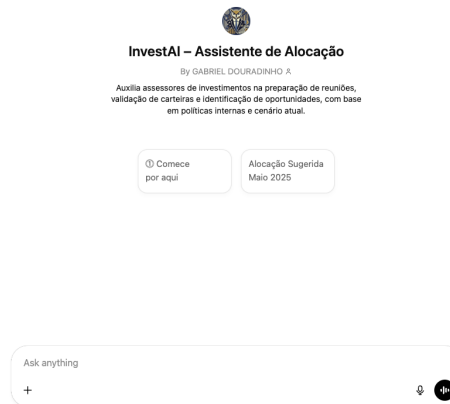 InvestAI – Assistente de Alocação
By GABRIEL DOURADINHO
Auxilia assessores de investimentos na preparação de reuniões,
validação de carteiras e identificação de oportunidades, com base
em políticas internas e cenário atual.
① Comece
por aqui
Alocação Sugerida
Maio 2025
Ask anything